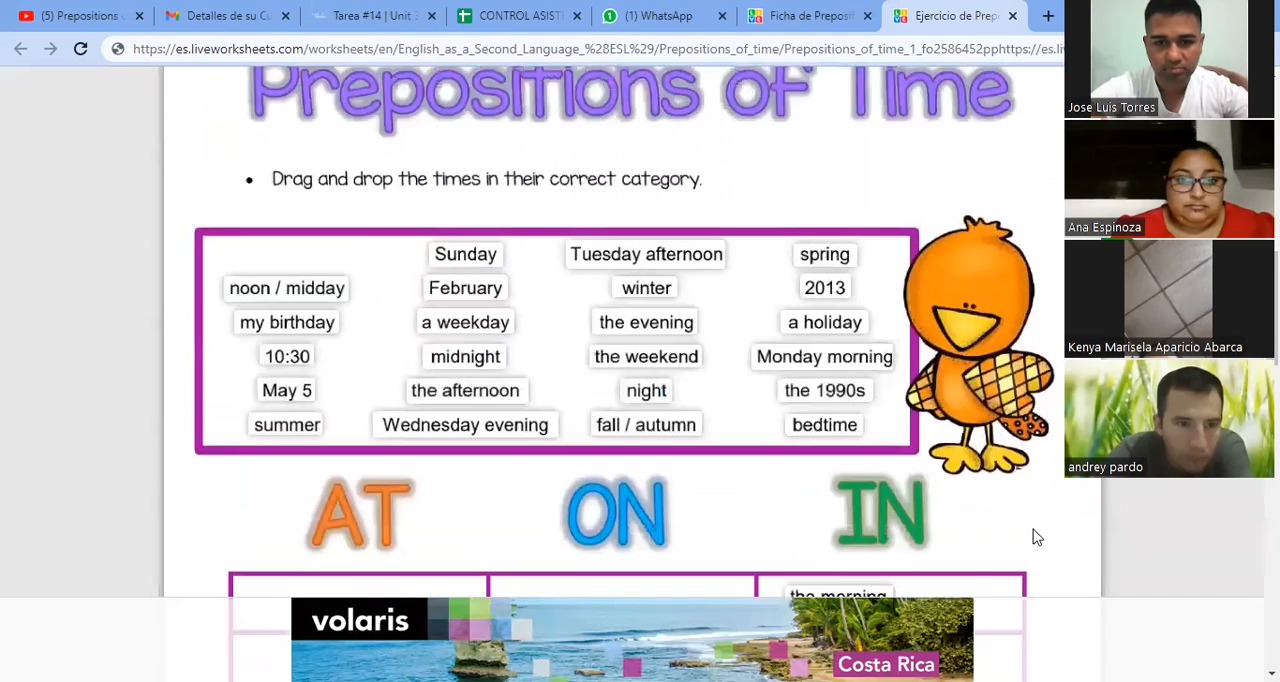 (5) Prepositions
Detalles de su Cu
Tarea #14 | Unit 3
CONTROL ASIST
(1) WhatsApp
Ficha de Preposit
Ejercicio de Prep
https://es.liveworksheets.com/worksheets/en/English_as_a_Second_Language_%28ESL%29/Prepositions_of_time/Prepositions_of_time_1_fo2586452pphttps://es.li
Prepositions of Time
• Drag and drop the times in their correct category.
Sunday Tuesday afternoon spring
noon / midday February winter 2013
my birthday a weekday the evening a holiday
10:30 midnight the weekend Monday morning
May 5 the afternoon night the 1990s
summer Wednesday evening fall / autumn bedtime
AT ON IN
the morning
volaris
Costa Rica
Jose Luis Torres
Ana Espinoza
Kenya Marisela Aparicio Abarca
andrey pardo